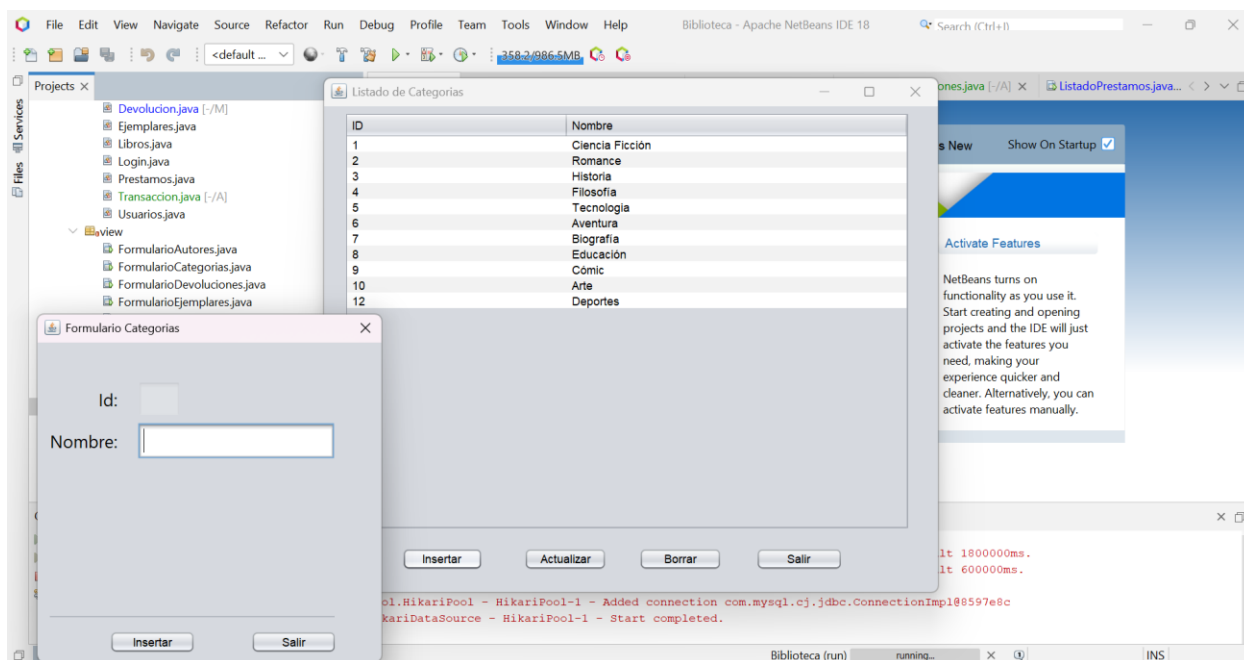 File Edit View Navigate Source Refactor Run Debug Profile Team Tools Window Help Biblioteca - Apache NetBeans IDE 18 Search (Ctrl+I)
<default ... 358.2/986.5MB
Projects ones.java [-/A] ListadoPrestamos.java...
Services
Files
Devolucion.java [-/M]
Ejemplares.java
Libros.java
Login.java
Prestamos.java
Transaccion.java [-/A]
Usuarios.java
view
FormularioAutores.java
FormularioCategorias.java
FormularioDevoluciones.java
FormularioEjemplares.java
Listado de Categorias
ID Nombre
1 Ciencia Ficción
2 Romance
3 Historia
4 Filosofía
5 Tecnologia
6 Aventura
7 Biografía
8 Educación
9 Cómic
10 Arte
12 Deportes
Insertar Actualizar Borrar Salir
s New Show On Startup
Activate Features
NetBeans turns on
functionality as you use it.
Start creating and opening
projects and the IDE will just
activate the features you
need, making your
experience quicker and
cleaner. Alternatively, you can
activate features manually.
Formulario Categorias
Id:
Nombre:
Insertar Salir
lt 1800000ms.
lt 600000ms.
ol.HikariPool - HikariPool-1 - Added connection com.mysql.cj.jdbc.ConnectionImpl@8597e8c
kariDataSource - HikariPool-1 - Start completed.
Biblioteca (run) running... INS